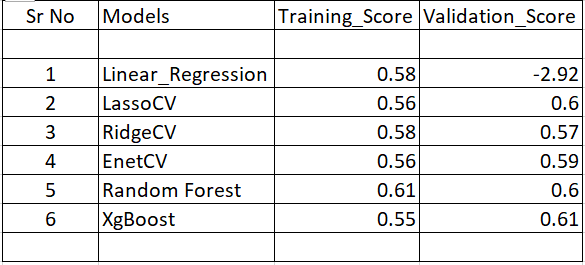 Sr No Models Training_Score Validation_Score
1 Linear_Regression 0.58 -2.92
2 LassoCV 0.56 0.6
3 RidgeCV 0.58 0.57
4 EnetCV 0.56 0.59
5 Random Forest 0.61 0.6
6 XgBoost 0.55 0.61